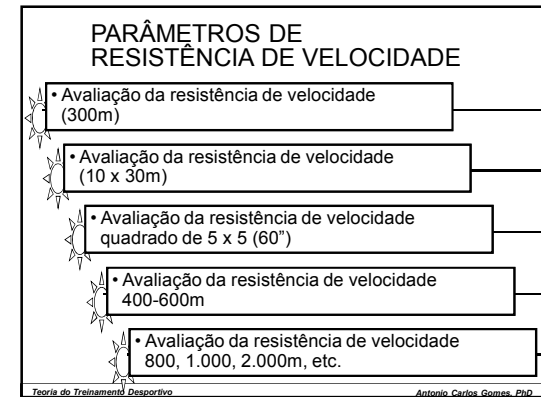 PARÂMETROS DE
RESISTÊNCIA DE VELOCIDADE
• Avaliação da resistência de velocidade
(300m)
• Avaliação da resistência de velocidade
(10 x 30m)
• Avaliação da resistência de velocidade
quadrado de 5 x 5 (60”)
• Avaliação da resistência de velocidade
400-600m
• Avaliação da resistência de velocidade
800, 1.000, 2.000m, etc.
Teoria do Treinamento Desportivo
Antonio Carlos Gomes, PhD